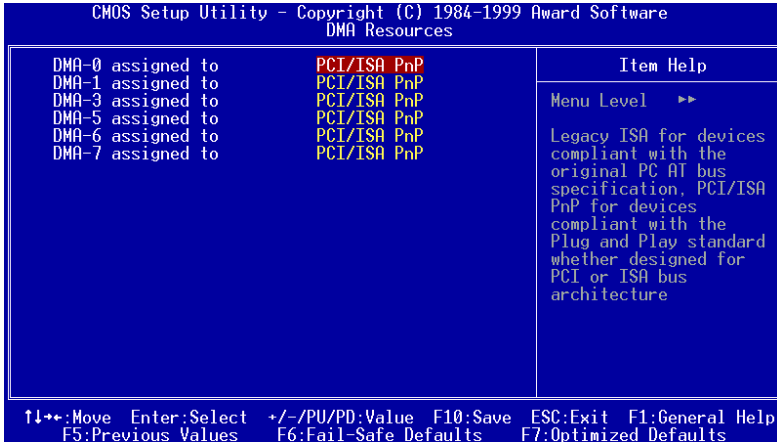 CMOS Setup Utility - Copyright (C) 1984-1999 Award Software
DMA Resources
DMA-0 assigned to PCI/ISA PnP
DMA-1 assigned to PCI/ISA PnP
DMA-3 assigned to PCI/ISA PnP
DMA-5 assigned to PCI/ISA PnP
DMA-6 assigned to PCI/ISA PnP
DMA-7 assigned to PCI/ISA PnP
Item Help
Menu Level ►►
Legacy ISA for devices
compliant with the
original PC AT bus
specification, PCI/ISA
PnP for devices
compliant with the
Plug and Play standard
whether designed for
PCI or ISA bus
architecture
↑↓→←:Move Enter:Select +/-/PU/PD:Value F10:Save ESC:Exit F1:General Help
F5:Previous Values F6:Fail-Safe Defaults F7:Optimized Defaults